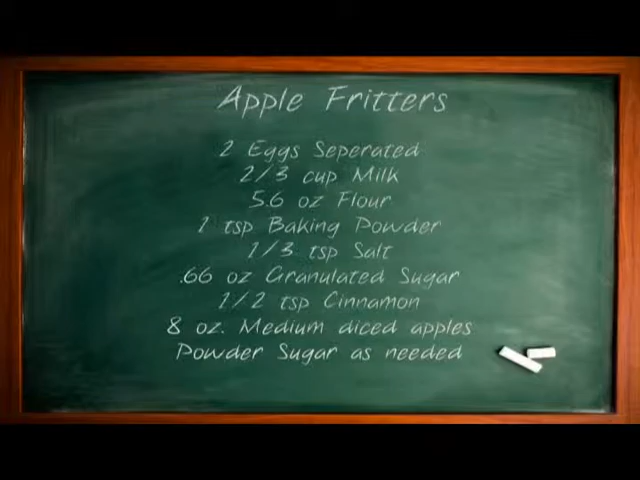 Apple Fritters
2 Eggs Seperated
2/3 cup Milk
5.6 oz Flour
1 tsp Baking Powder
1/3 tsp Salt
.66 oz Granulated Sugar
1/2 tsp Cinnamon
8 oz. Medium diced apples
Powder Sugar as needed